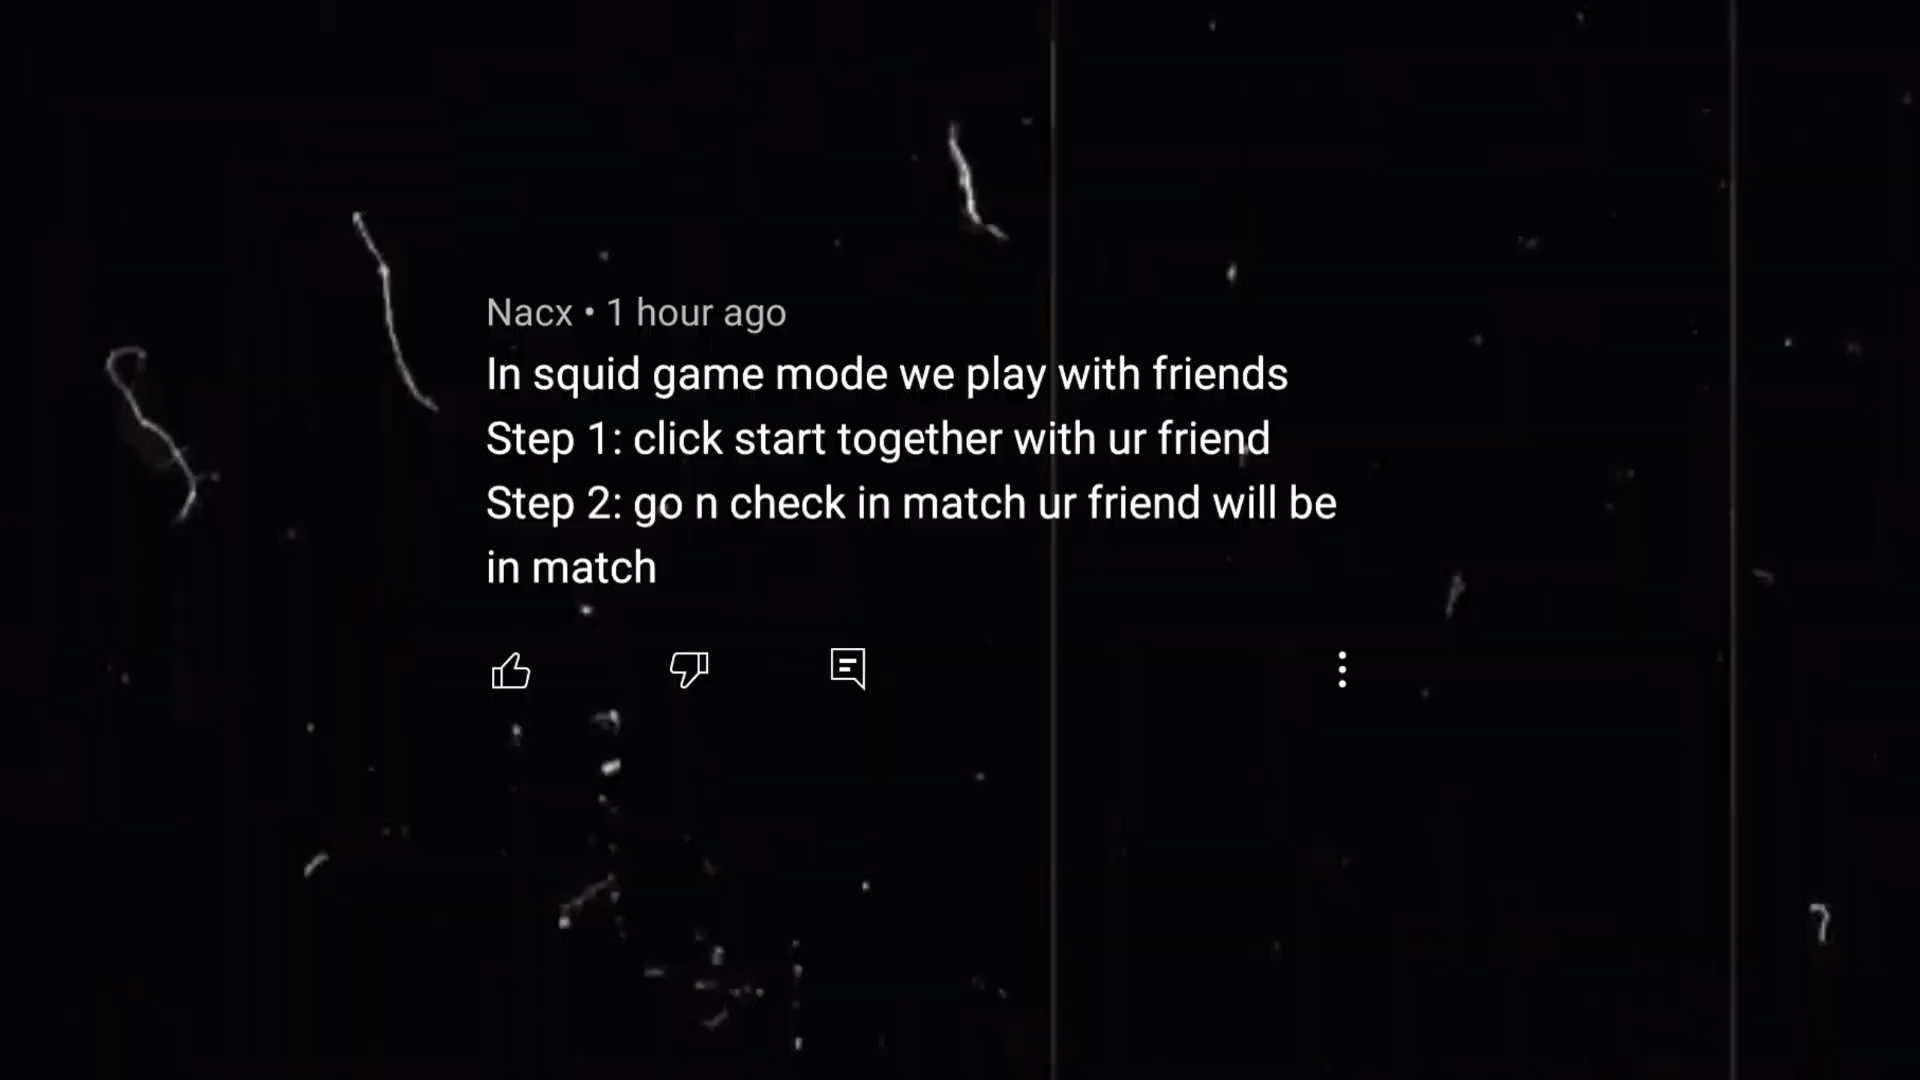 Nacx • 1 hour ago
In squid game mode we play with friends
Step 1: click start together with ur friend
Step 2: go n check in match ur friend will be
in match